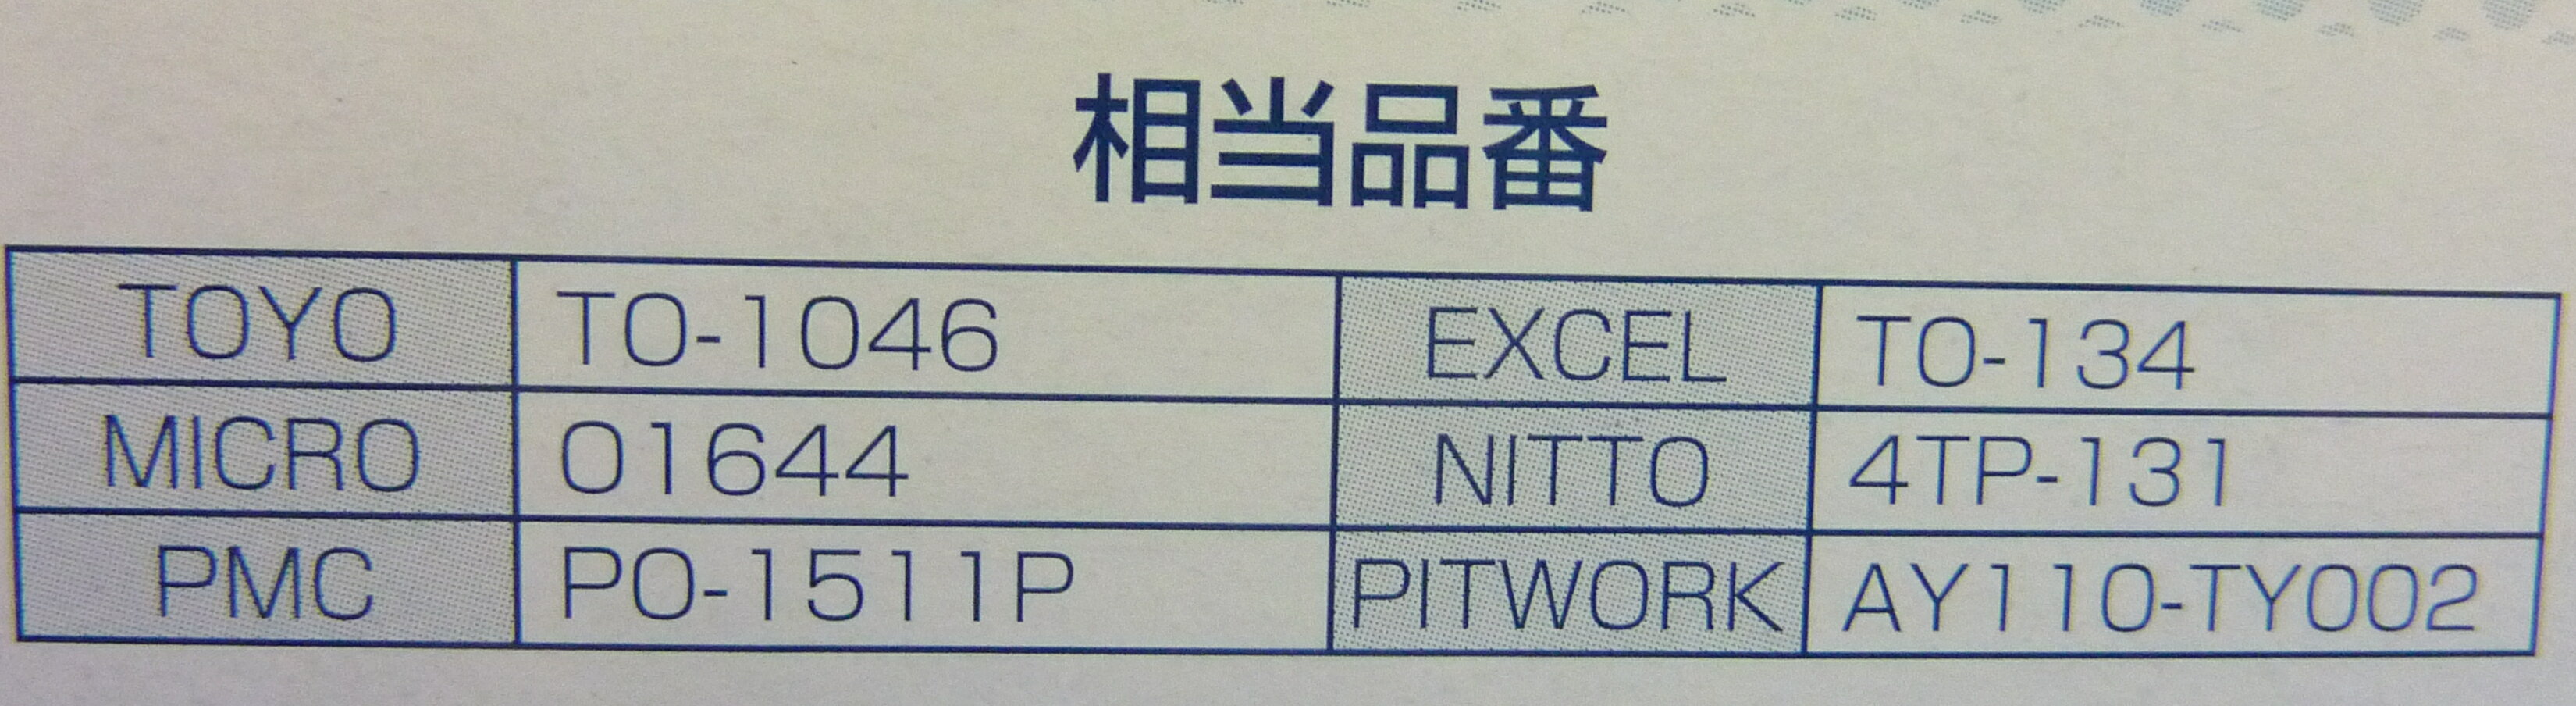 相当品番
TOYO TO-1046 EXCEL TO-134
MICRO O1644 NITTO 4TP-131
PMC PO-1511P PITWORK AY110-TY002